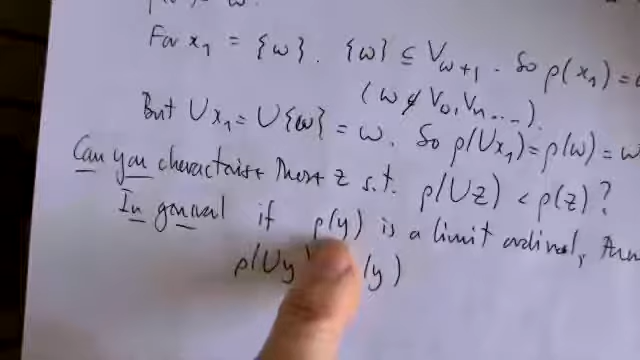 For x₁ = {ω}. {ω} ⊆ V_{ω+1}. So ρ(x₁) =
(ω ⊄ V₀, Vₙ ....).
But ∪x₁ = ∪{ω} = ω. So ρ(∪x₁) = ρ(ω) = ω
Can you characterise those z s.t. ρ(∪z) < ρ(z)?
In general if ρ(y) is a limit ordinal, then
ρ(∪y (y)